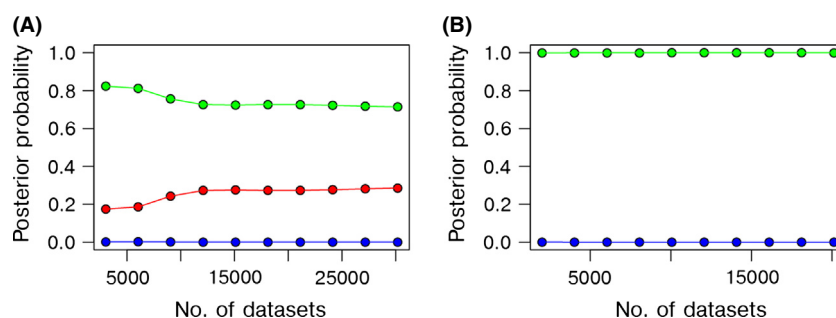 (A)
Posterior probability
1.0
0.8
0.6
0.4
0.2
0.0
5000 15000 25000
No. of datasets
(B)
Posterior probability
1.0
0.8
0.6
0.4
0.2
0.0
5000 15000
No. of datasets